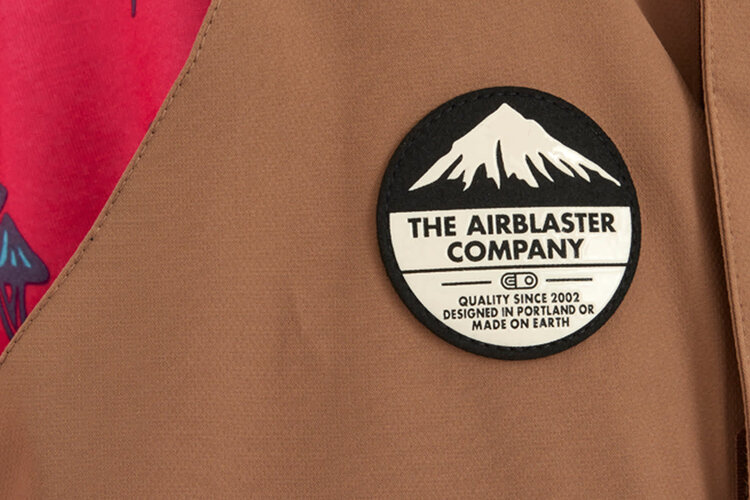 THE AIRBLASTER
COMPANY
QUALITY SINCE 2002
DESIGNED IN PORTLAND OR
MADE ON EARTH